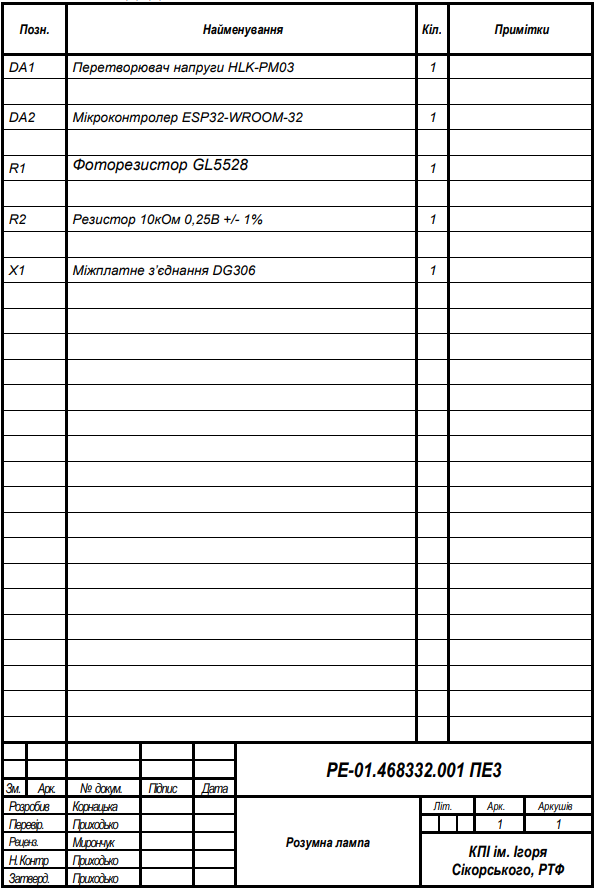 Позн. Найменування Кіл. Примітки
DA1 Перетворювач напруги HLK-PM03 1
DA2 Мікроконтролер ESP32-WROOM-32 1
R1 Фоторезистор GL5528 1
R2 Резистор 10кОм 0,25В +/- 1% 1
X1 Міжплатне з’єднання DG306 1
РЕ-01.468332.001 ПЕ3
Зм. Арк. № докум. Підпис Дата
Розробив Корнацька Літ. Арк. Аркушів
Перевір. Приходько 1 1
Реценз. Мирончук
Розумна лампа
Н. Контр Приходько
Затверд. Приходько
КПІ ім. Ігоря
Сікорського, РТФ